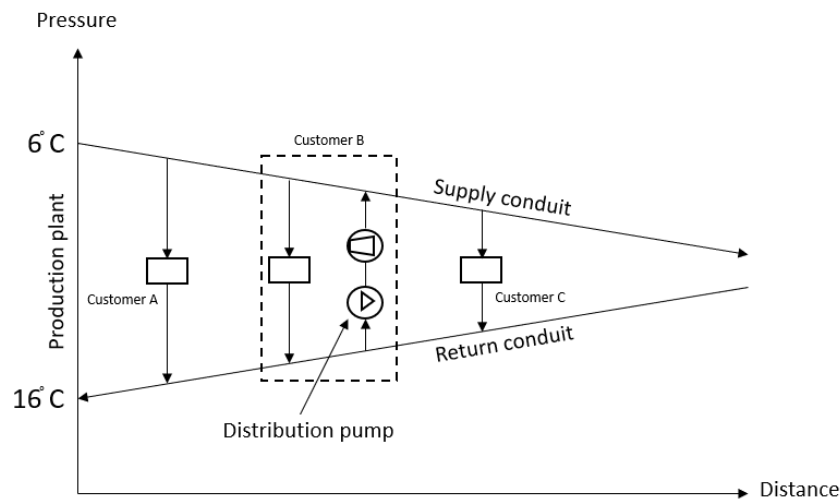 Pressure
6°C
Customer B
Supply conduit
Production plant
Customer A
Customer C
Return conduit
16°C
Distribution pump
Distance